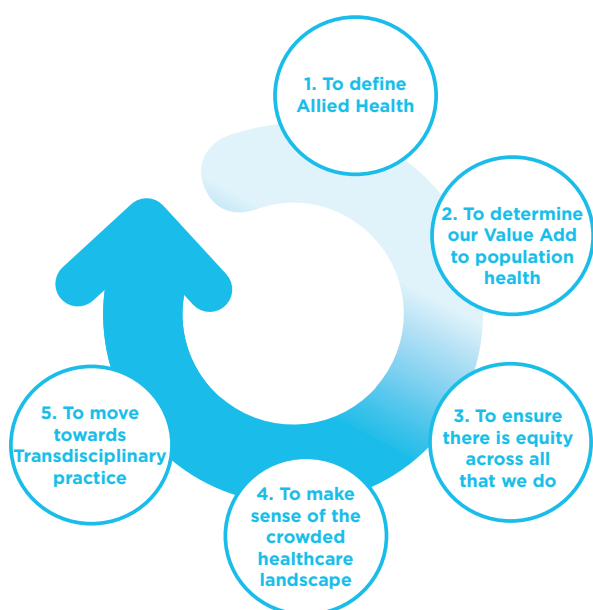 1. To define
Allied Health
2. To determine
our Value Add
to population
health
3. To ensure
there is equity
across all
that we do
4. To make
sense of the
crowded
healthcare
landscape
5. To move
towards
Transdisciplinary
practice